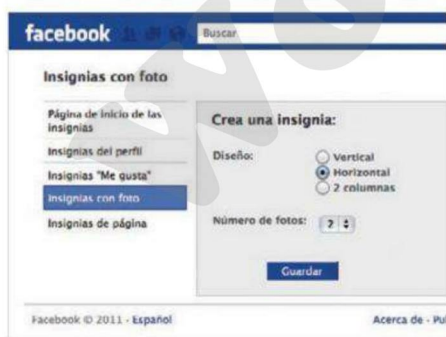 facebook
Buscar
Insignias con foto
Página de inicio de las
insignias
Insignias del perfil
Insignias "Me gusta"
Insignias con foto
Insignias de página
Crea una insignia:
Diseño:
Vertical
Horizontal
2 columnas
Número de fotos: 2
Guardar
Facebook © 2011 · Español
Acerca de ·